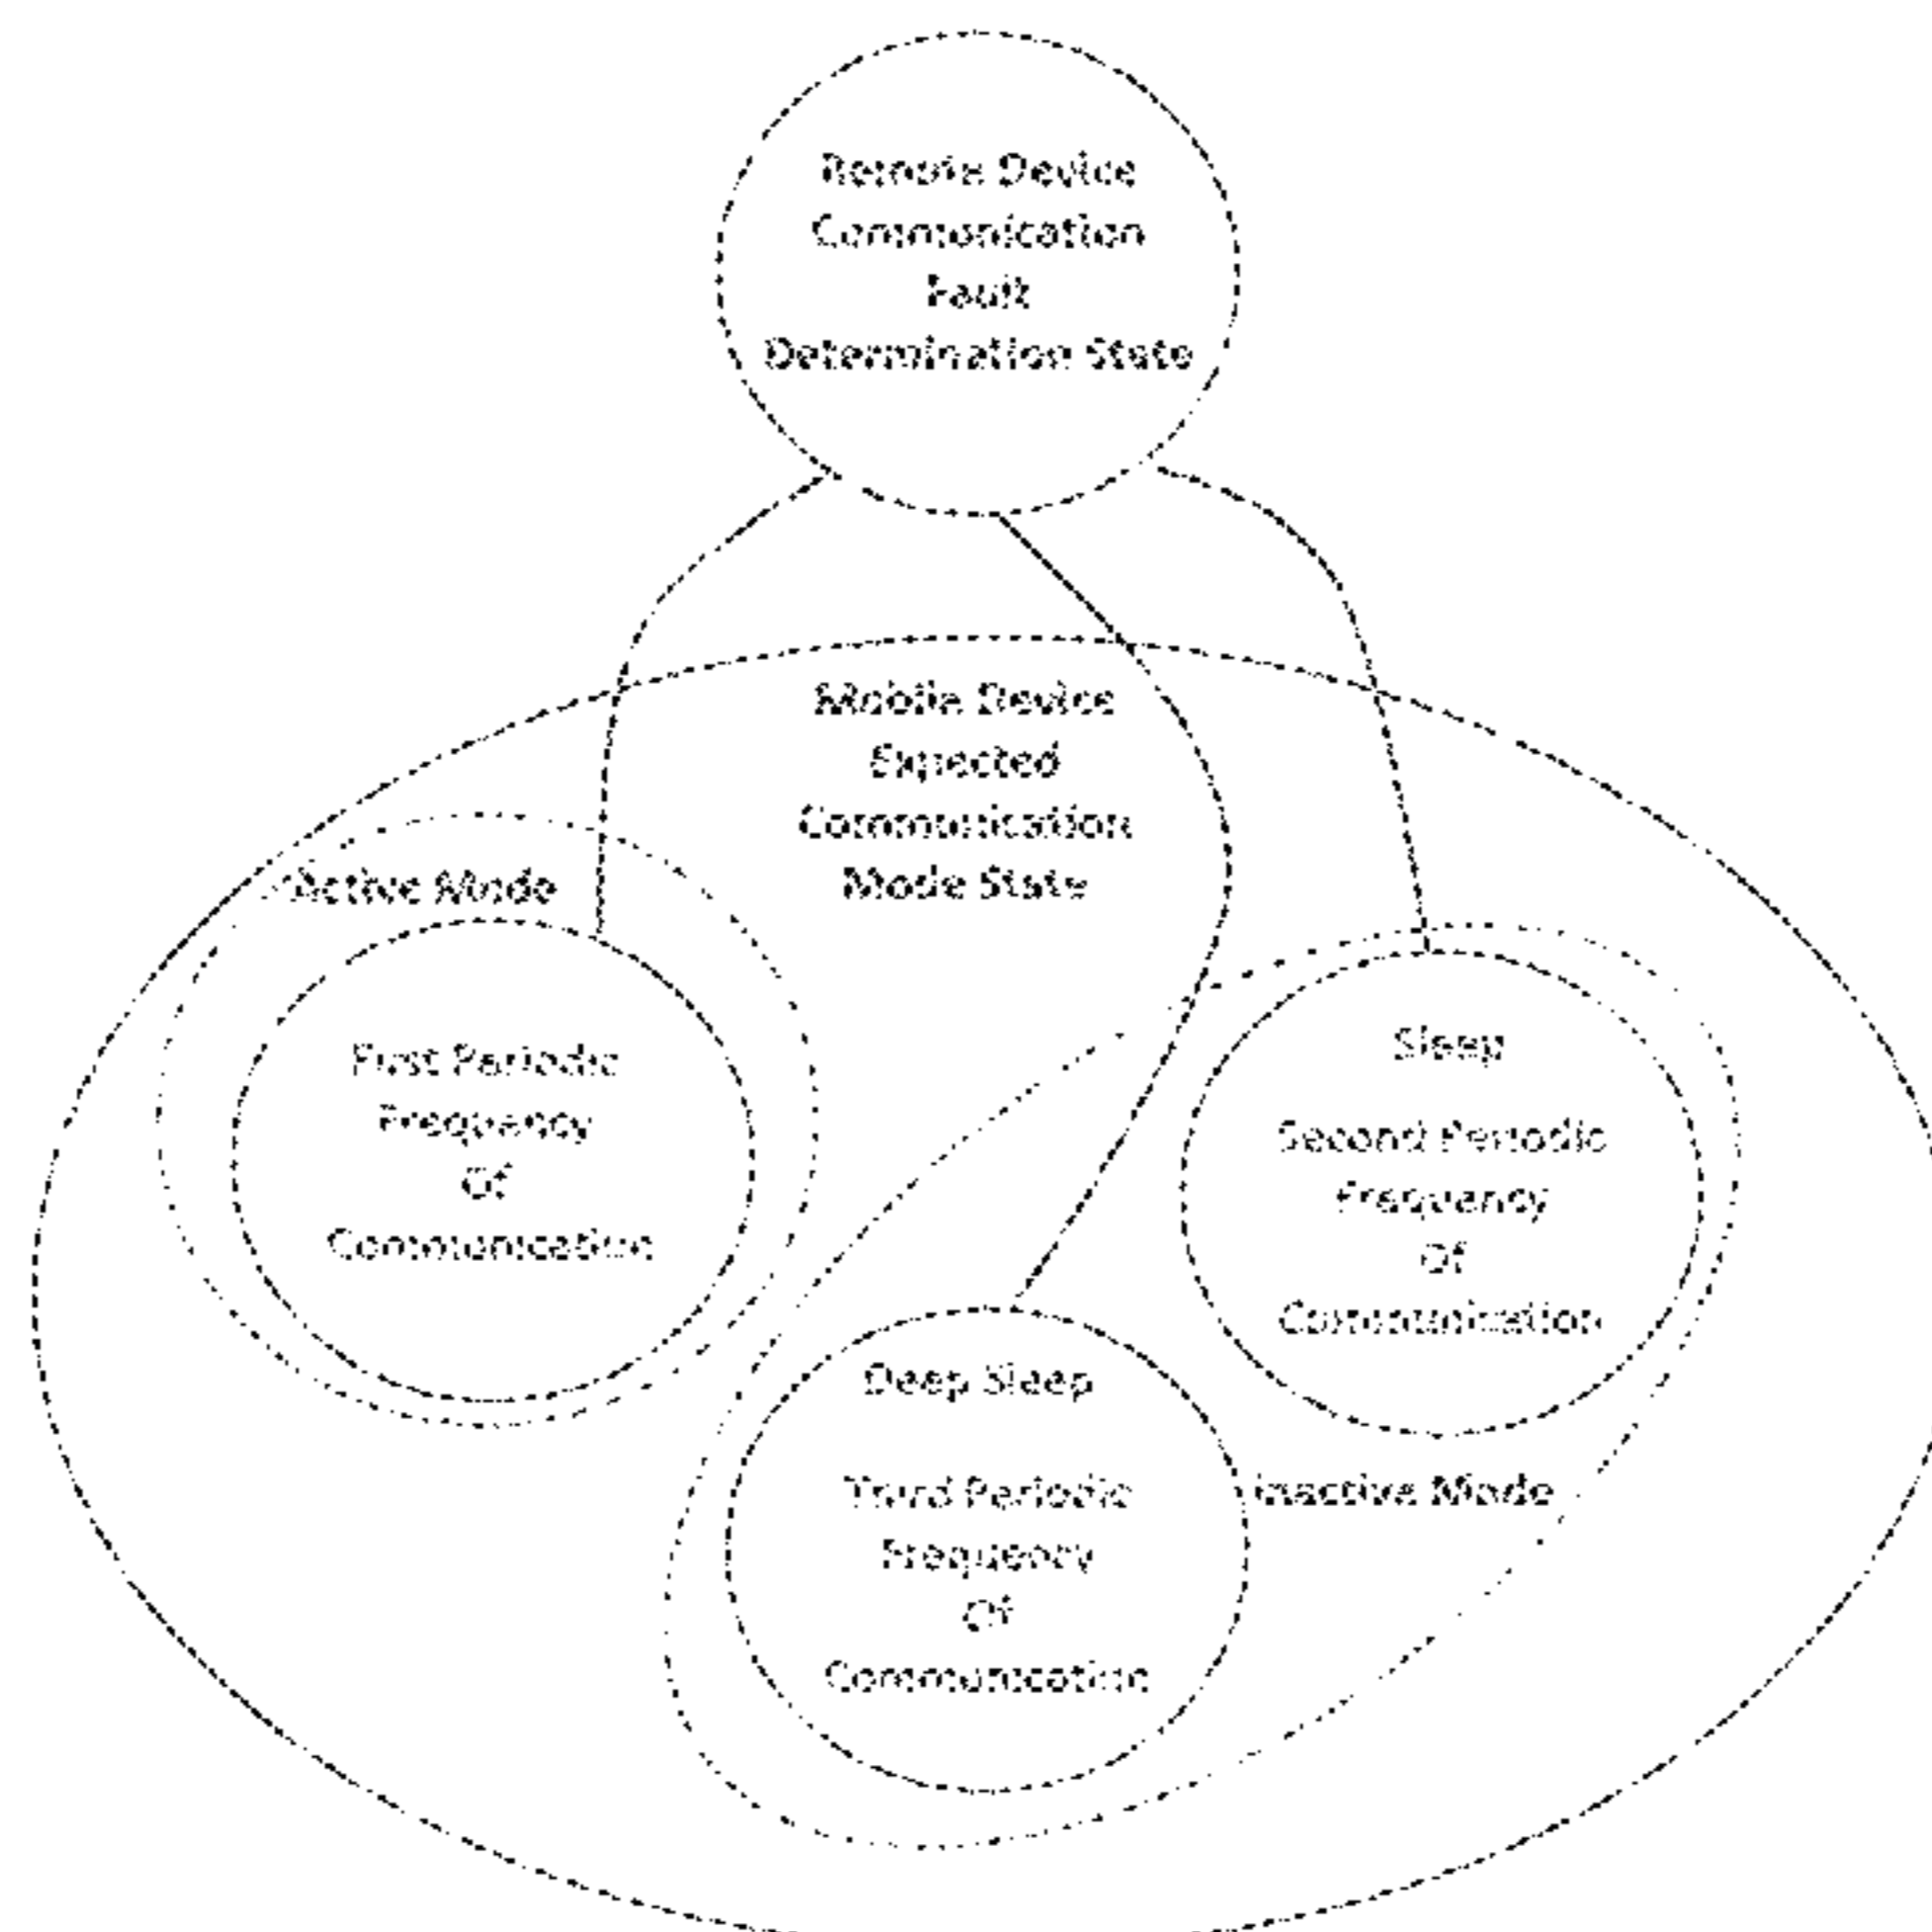 Remote Device
Communication
Fault
Determination State
Mobile Device
Expected
Communication
Mode State
Active Mode
First Periodic
Frequency
Of
Communication
Sleep
Second Periodic
Frequency
Of
Communication
Deep Sleep
Third Periodic
Frequency
Of
Communication
Inactive Mode